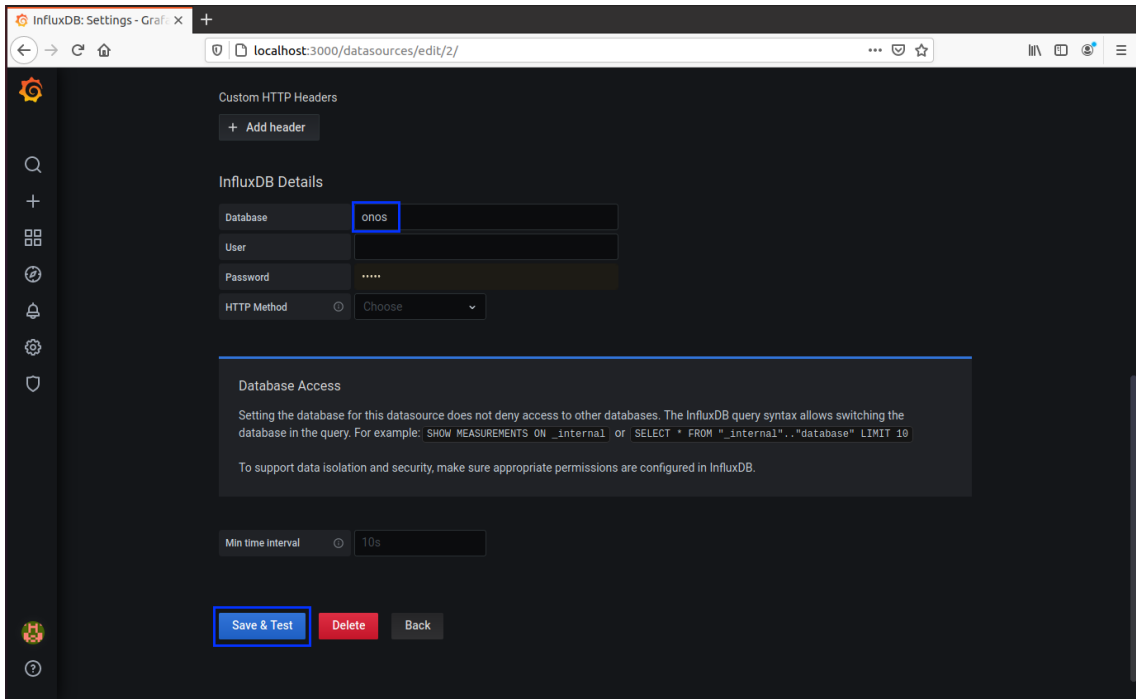 InfluxDB: Settings - Grafa
localhost:3000/datasources/edit/2/
Custom HTTP Headers
+ Add header
InfluxDB Details
Database onos
User
Password •••••
HTTP Method Choose
Database Access
Setting the database for this datasource does not deny access to other databases. The InfluxDB query syntax allows switching the
database in the query. For example: SHOW MEASUREMENTS ON _internal or SELECT * FROM "_internal".."database" LIMIT 10
To support data isolation and security, make sure appropriate permissions are configured in InfluxDB.
Min time interval 10s
Save & Test Delete Back